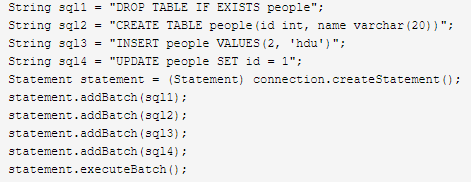 String sql1 = "DROP TABLE IF EXISTS people";
String sql2 = "CREATE TABLE people(id int, name varchar(20))";
String sql3 = "INSERT people VALUES(2, 'hdu')";
String sql4 = "UPDATE people SET id = 1";
Statement statement = (Statement) connection.createStatement();
statement.addBatch(sql1);
statement.addBatch(sql2);
statement.addBatch(sql3);
statement.addBatch(sql4);
statement.executeBatch();